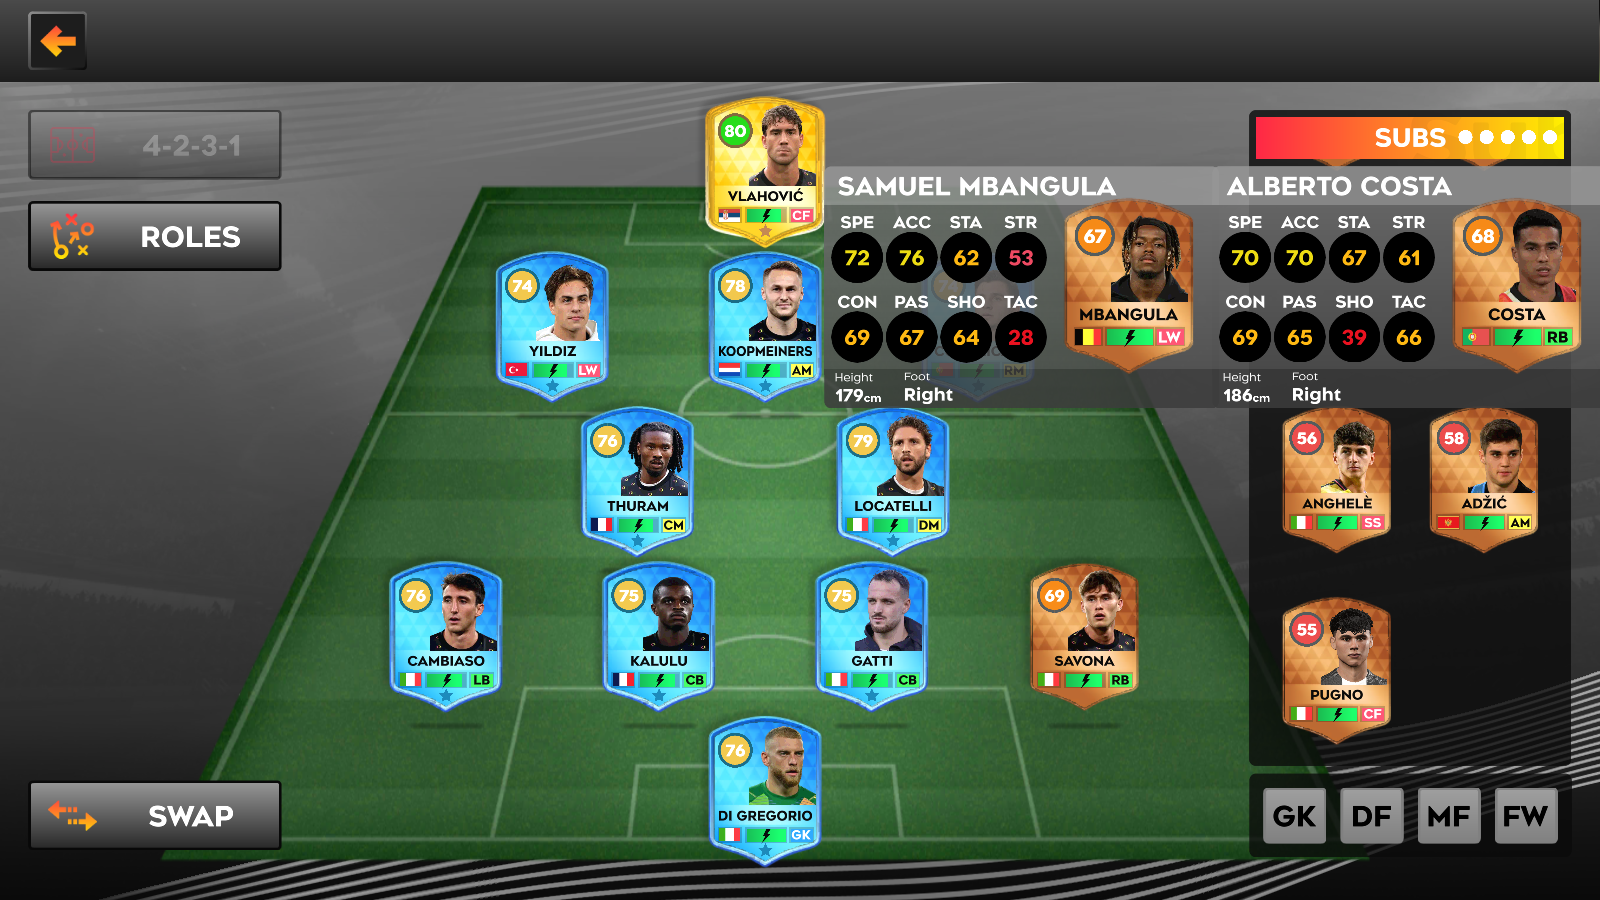 4-2-3-1
ROLES
SWAP
80
VLAHOVIĆ
CF
74
YILDIZ
LW
78
KOOPMEINERS
AM
RM
76
THURAM
CM
79
LOCATELLI
DM
76
CAMBIASO
LB
75
KALULU
CB
75
GATTI
CB
69
SAVONA
RB
76
DI GREGORIO
GK
SUBS
SAMUEL MBANGULA
SPE ACC STA STR
72 76 62 53
CON PAS SHO TAC
69 67 64 28
Height Foot
179cm Right
67
MBANGULA
LW
ALBERTO COSTA
SPE ACC STA STR
70 70 67 61
CON PAS SHO TAC
69 65 39 66
Height Foot
186cm Right
68
COSTA
RB
56
ANGHELÈ
SS
58
ADŽIĆ
AM
55
PUGNO
CF
GK DF MF FW